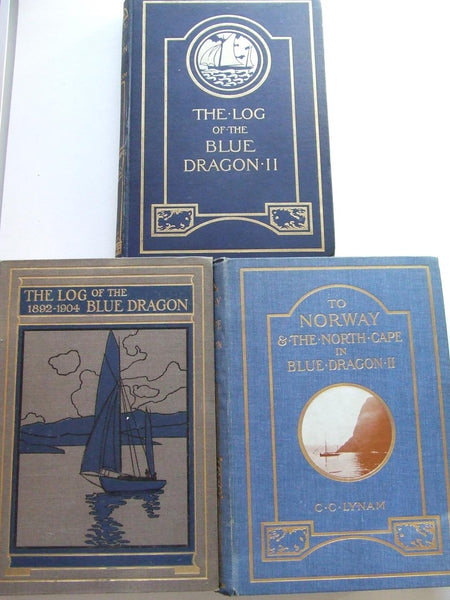 THE·LOG
OF·THE
BLUE
DRAGON·II
THE LOG OF THE
1892-1904 BLUE DRAGON
TO
NORWAY
& THE·NORTH·CAPE
IN
BLUE·DRAGON·II
C·C·LYNAM